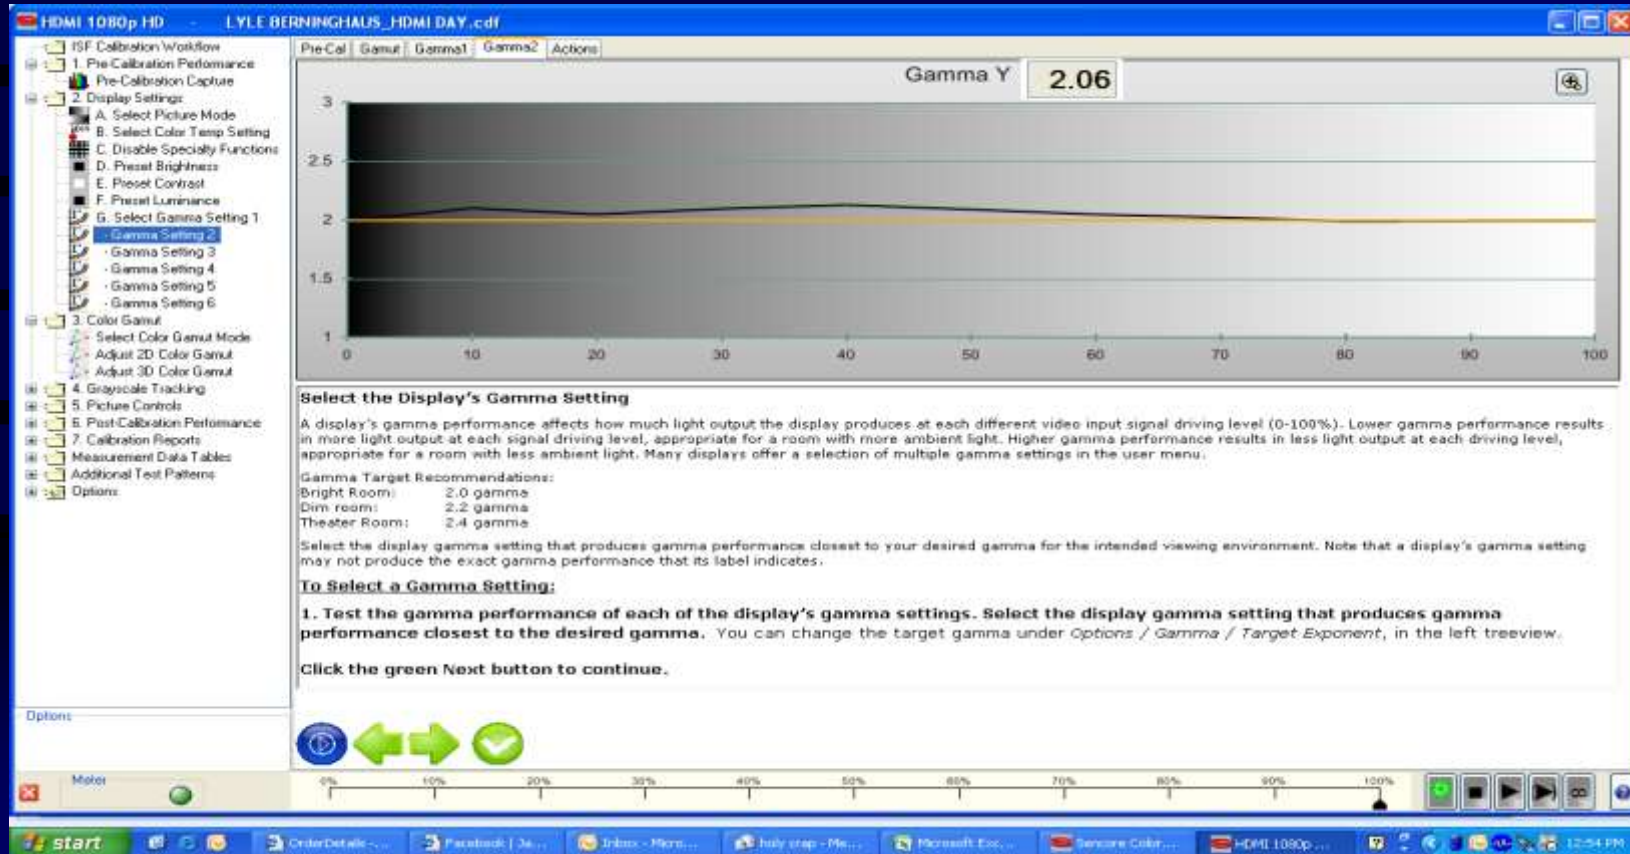 HDMI 1080p HD - LYLE BERNINGHAUS_HDMI DAY.cdf
ISF Calibration Workflow
1. Pre-Calibration Performance
Pre-Calibration Capture
2. Display Settings
A. Select Picture Mode
B. Select Color Temp Setting
C. Disable Specialty Functions
D. Preset Brightness
E. Preset Contrast
F. Preset Luminance
G. Select Gamma Setting 1
- Gamma Setting 2
- Gamma Setting 3
- Gamma Setting 4
- Gamma Setting 5
- Gamma Setting 6
3. Color Gamut
Select Color Gamut Mode
Adjust 2D Color Gamut
Adjust 3D Color Gamut
4. Grayscale Tracking
5. Picture Controls
6. Post-Calibration Performance
7. Calibration Reports
Measurement Data Tables
Additional Test Patterns
Options
Pre-Cal Gamut Gamma1 Gamma2 Actions
Gamma Y 2.06
3
2.5
2
1.5
1
0 10 20 30 40 50 60 70 80 90 100
Select the Display's Gamma Setting
A display's gamma performance affects how much light output the display produces at each different video input signal driving level (0-100%). Lower gamma performance results
in more light output at each signal driving level, appropriate for a room with more ambient light. Higher gamma performance results in less light output at each driving level,
appropriate for a room with less ambient light. Many displays offer a selection of multiple gamma settings in the user menu.
Gamma Target Recommendations:
Bright Room: 2.0 gamma
Dim room: 2.2 gamma
Theater Room: 2.4 gamma
Select the display gamma setting that produces gamma performance closest to your desired gamma for the intended viewing environment. Note that a display's gamma setting
may not produce the exact gamma performance that its label indicates.
To Select a Gamma Setting:
1. Test the gamma performance of each of the display's gamma settings. Select the display gamma setting that produces gamma
performance closest to the desired gamma. You can change the target gamma under Options / Gamma / Target Exponent, in the left treeview.
Click the green Next button to continue.
Options
Meter
0% 10% 20% 30% 40% 50% 60% 70% 80% 90% 100%
start OrderDetails -... Facebook | Ja... Inbox - Micro... holy crap - Me... Microsoft Exc... Sencore Color... HDMI 1080p ... 12:54 PM